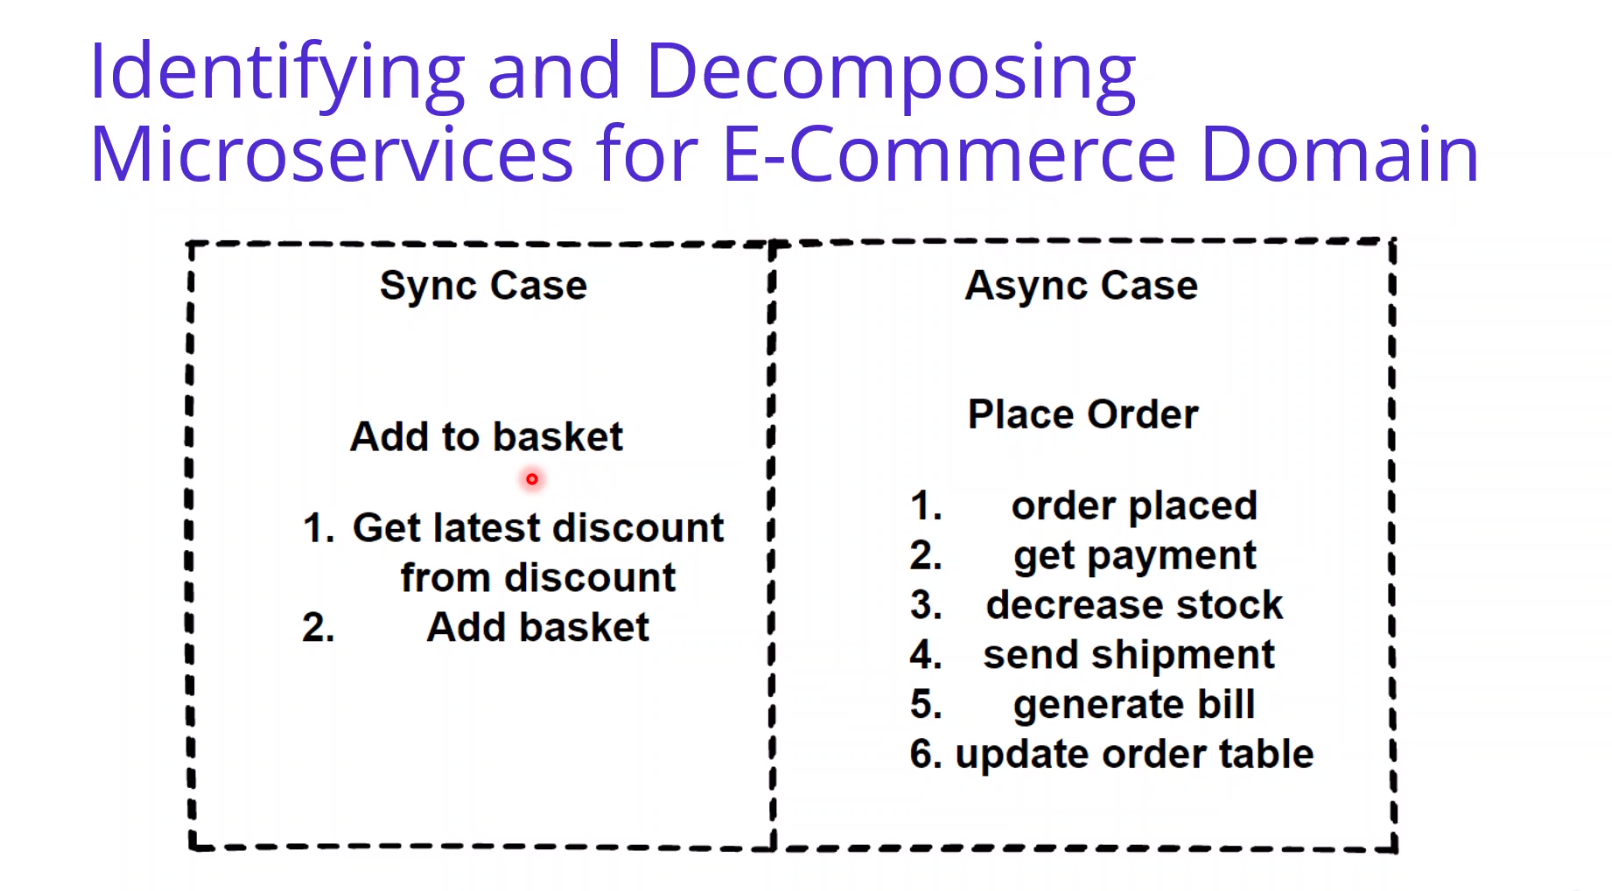 Identifying and Decomposing
Microservices for E-Commerce Domain
Sync Case
Add to basket
1. Get latest discount
from discount
2. Add basket
Async Case
Place Order
1. order placed
2. get payment
3. decrease stock
4. send shipment
5. generate bill
6. update order table